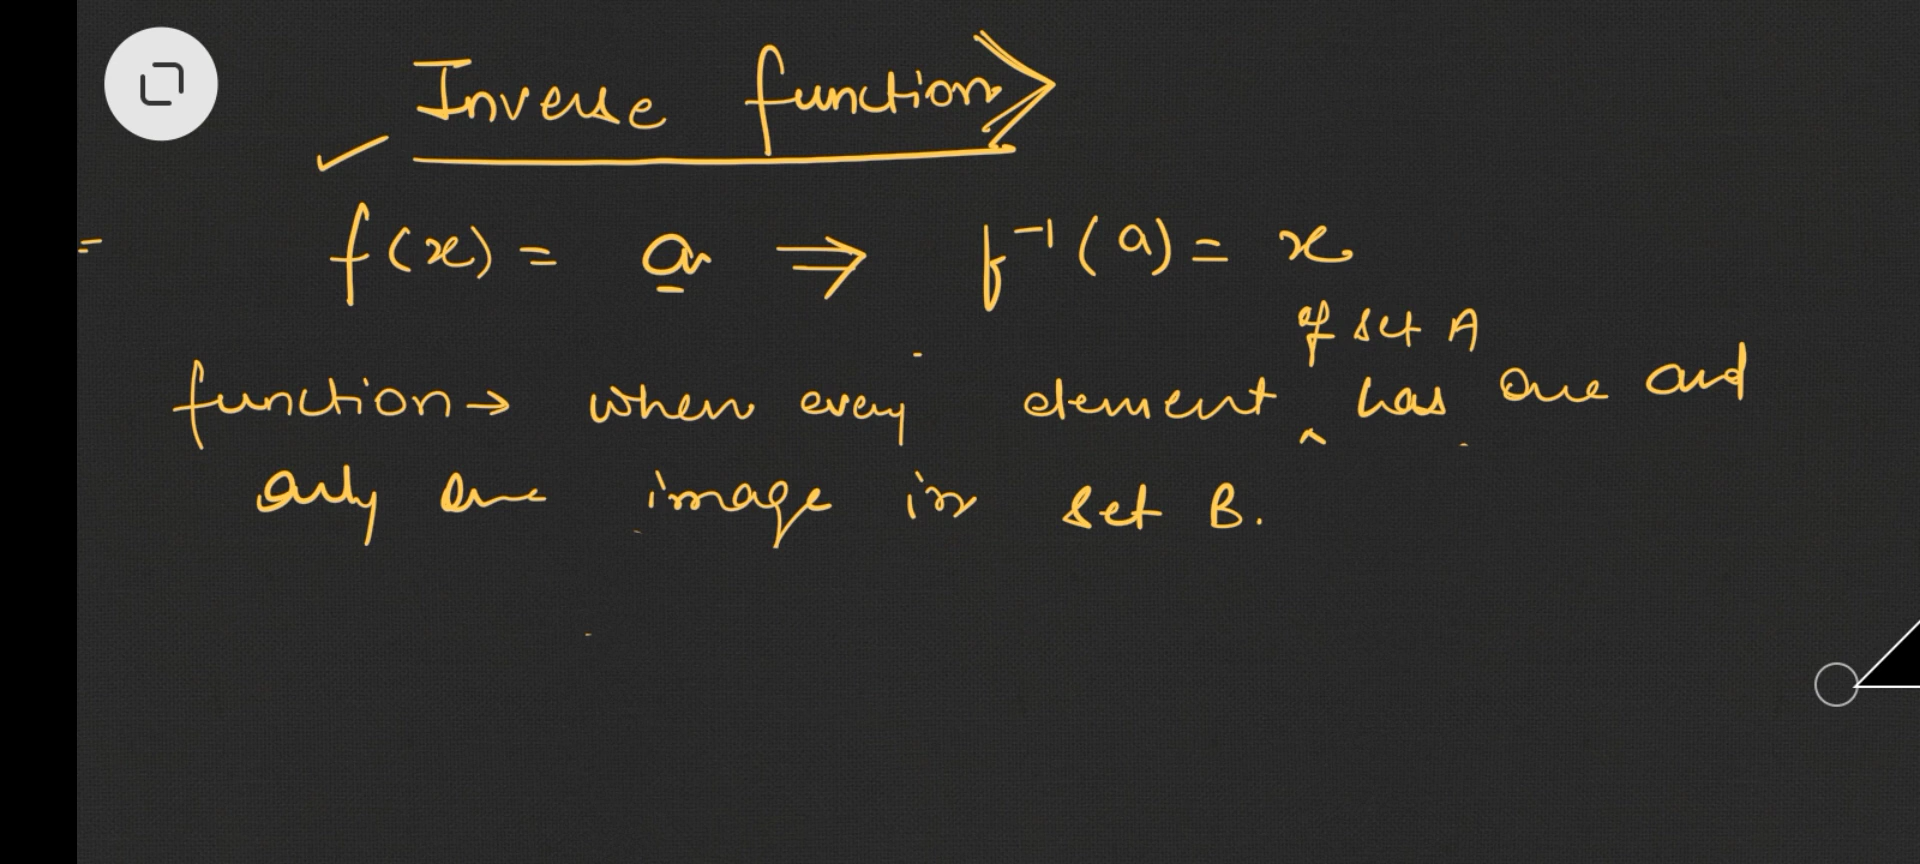 Inverse function
f(x) = a ⇒ f⁻¹(a) = x
of set A
function → when every element ^ has one and
only one image in set B.